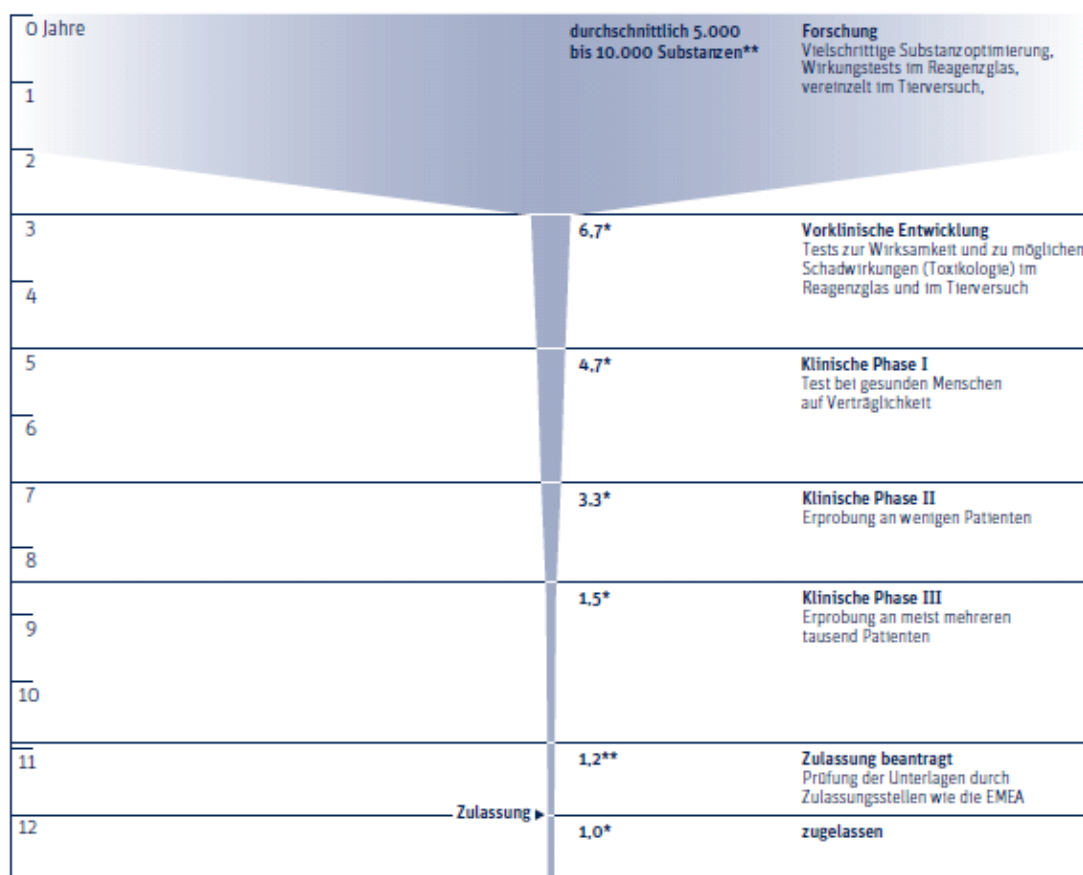 0 Jahre
durchschnittlich 5.000
bis 10.000 Substanzen**
Forschung
Vielschrittige Substanzoptimierung,
Wirkungstests im Reagenzglas,
vereinzelt im Tierversuch,
1
2
3
6,7*
Vorklinische Entwicklung
Tests zur Wirksamkeit und zu möglichen
Schadwirkungen (Toxikologie) im
Reagenzglas und im Tierversuch
4
5
4,7*
Klinische Phase I
Test bei gesunden Menschen
auf Verträglichkeit
6
7
3,3*
Klinische Phase II
Erprobung an wenigen Patienten
8
1,5*
Klinische Phase III
Erprobung an meist mehreren
tausend Patienten
9
10
11
1,2**
Zulassung beantragt
Prüfung der Unterlagen durch
Zulassungsstellen wie die EMEA
Zulassung ▶
12
1,0*
zugelassen